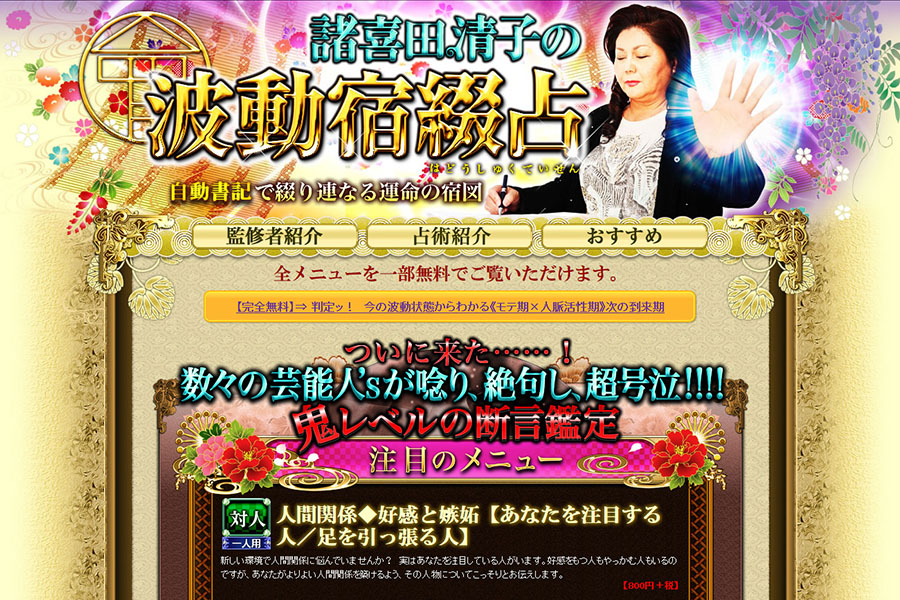 諸喜田清子の
波動宿綴占
はどうしゅくていせん
自動書記で綴り連なる運命の宿図
監修者紹介
占術紹介
おすすめ
全メニューを一部無料でご覧いただけます。
【完全無料】⇒ 判定ッ！ 今の波動状態からわかる《モテ期×人脈活性期》次の到来期
ついに来た……！
数々の芸能人'sが唸り、絶句し、超号泣!!!!
鬼レベルの断言鑑定
注目のメニュー
対人
一人用
人間関係◆好感と嫉妬【あなたを注目する
人／足を引っ張る人】
新しい環境で人間関係に悩んでいませんか？ 実はあなたを注目している人がいます。好感をもつ人もやっかむ人もいるの
ですが、あなたがよりよい人間関係を築けるよう、その人物についてこっそりとお伝えします。
【800円＋税】